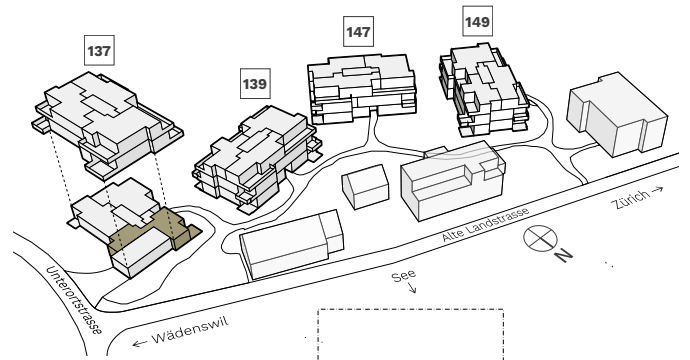 137
139
147
149
Zürich →
Alte Landstrasse
N
See
↓
Unterortstrasse
← Wädenswil